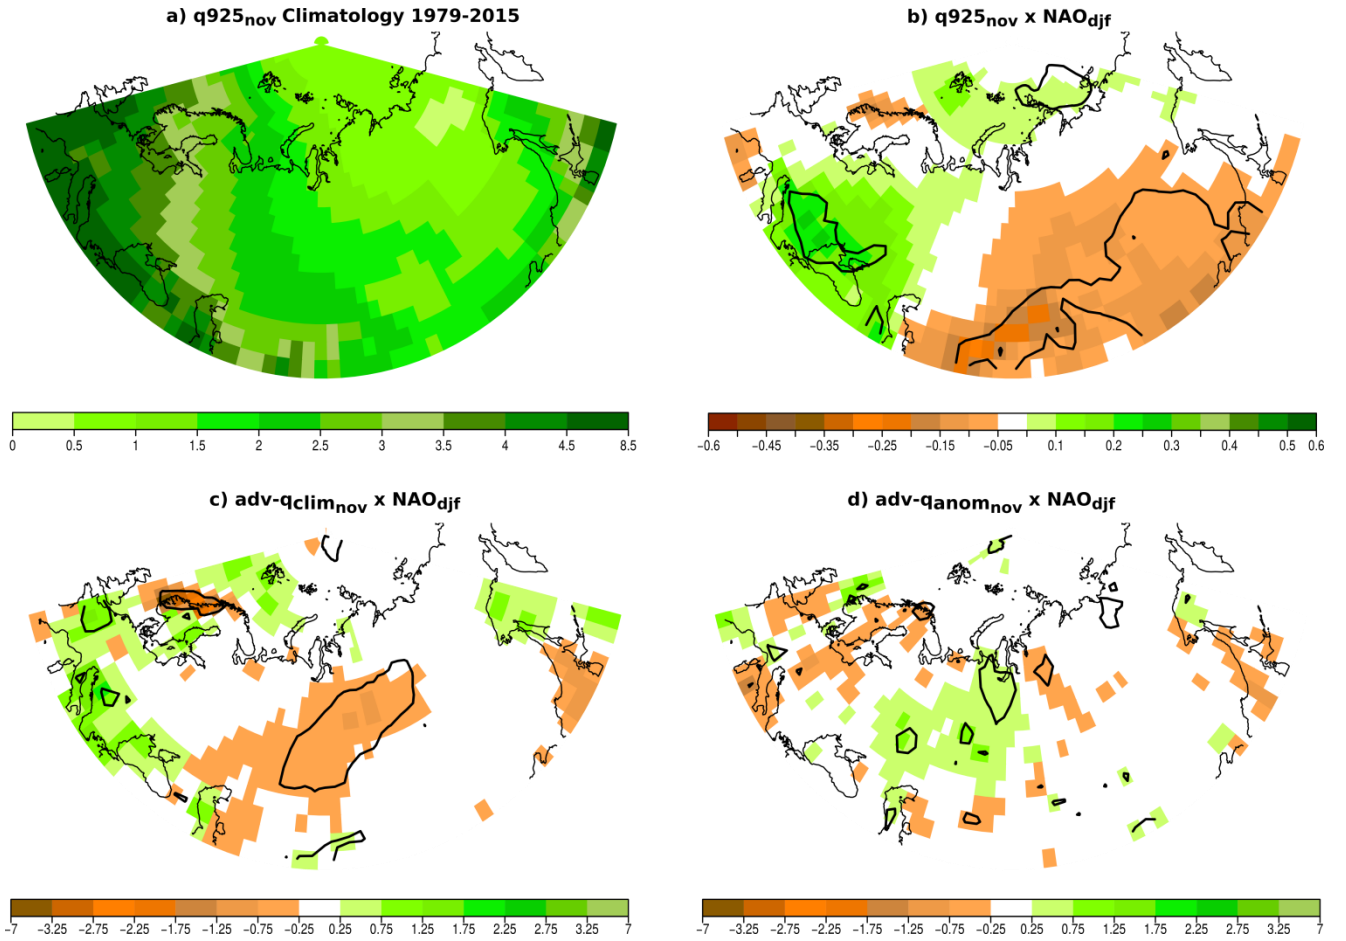 a) q925nov Climatology 1979-2015
b) q925nov x NAOdjf
0 0.5 1 1.5 2 2.5 3 3.5 4 4.5 8.5
-0.6 -0.45 -0.35 -0.25 -0.15 -0.05 0.1 0.2 0.3 0.4 0.5 0.6
c) adv-qclimnov x NAOdjf
d) adv-qanomnov x NAOdjf
-7 -3.25 -2.75 -2.25 -1.75 -1.25 -0.75 -0.25 0.25 0.75 1.25 1.75 2.25 2.75 3.25 7
-7 -3.25 -2.75 -2.25 -1.75 -1.25 -0.75 -0.25 0.25 0.75 1.25 1.75 2.25 2.75 3.25 7